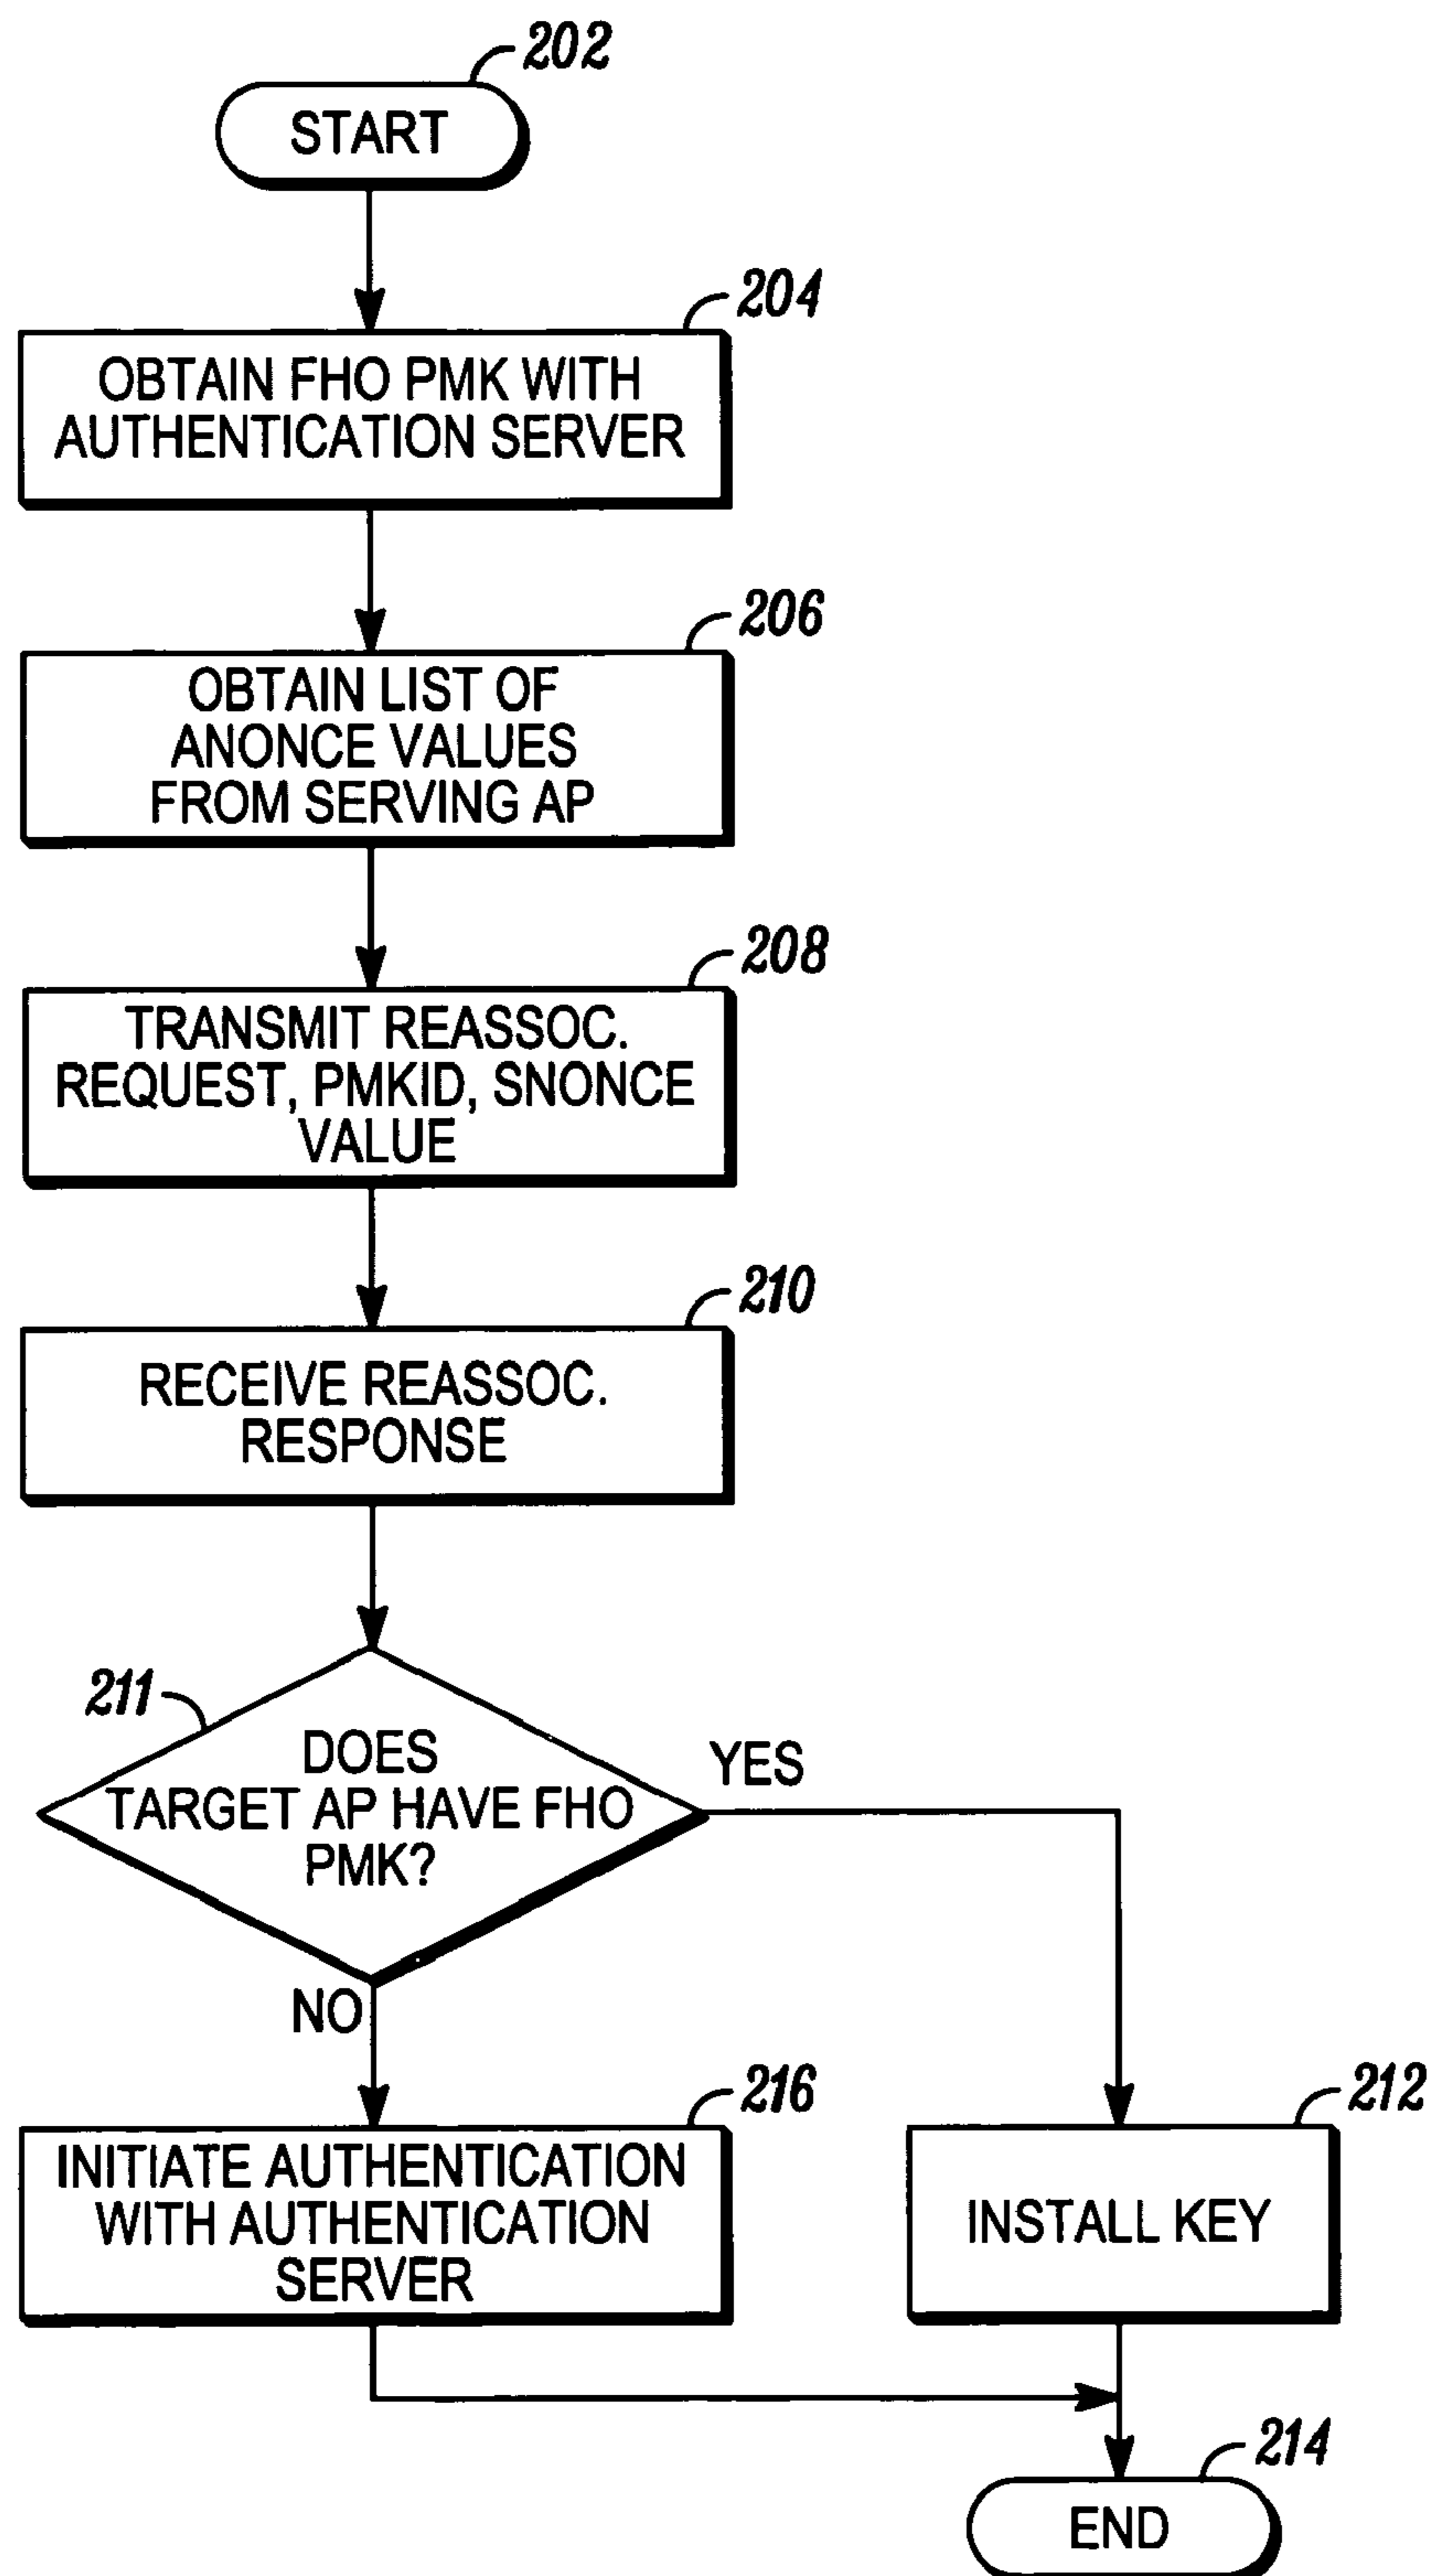 202
START
204
OBTAIN FHO PMK WITH
AUTHENTICATION SERVER
206
OBTAIN LIST OF
ANONCE VALUES
FROM SERVING AP
208
TRANSMIT REASSOC.
REQUEST, PMKID, SNONCE
VALUE
210
RECEIVE REASSOC.
RESPONSE
211
DOES
TARGET AP HAVE FHO
PMK?
YES
NO
216
INITIATE AUTHENTICATION
WITH AUTHENTICATION
SERVER
212
INSTALL KEY
214
END